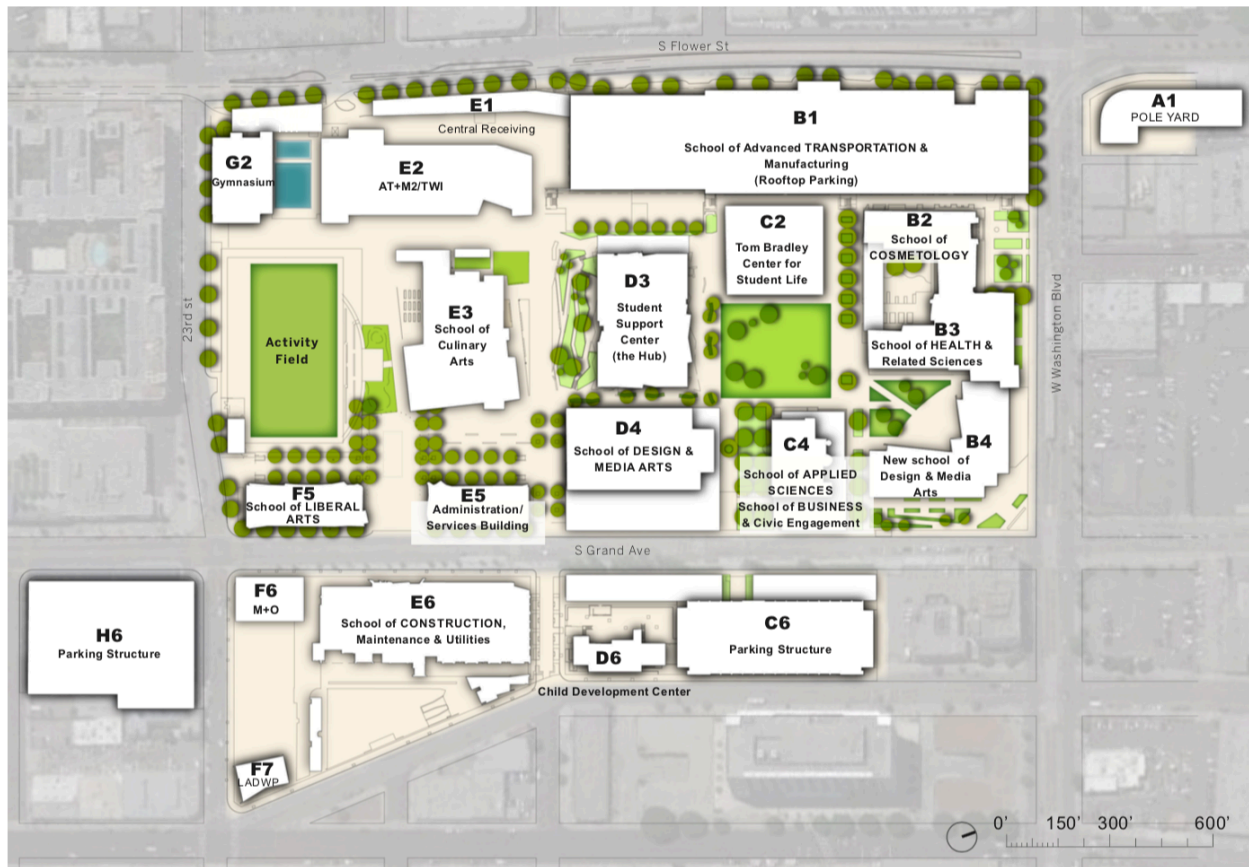 S Flower St
A1
POLE YARD
E1
Central Receiving
B1
School of Advanced TRANSPORTATION &
Manufacturing
(Rooftop Parking)
G2
Gymnasium
E2
AT+M2/TWI
C2
Tom Bradley
Center for
Student Life
B2
School of
COSMETOLOGY
D3
Student
Support
Center
(the Hub)
E3
School of
Culinary
Arts
23rd st
Activity
Field
B3
School of HEALTH &
Related Sciences
W Washington Blvd
D4
School of DESIGN &
MEDIA ARTS
C4
School of APPLIED
SCIENCES
School of BUSINESS
& Civic Engagement
B4
New school of
Design & Media
Arts
F5
School of LIBERAL
ARTS
E5
Administration/
Services Building
S Grand Ave
H6
Parking Structure
F6
M+O
E6
School of CONSTRUCTION,
Maintenance & Utilities
D6
Child Development Center
C6
Parking Structure
F7
LADWP
0' 150' 300' 600'